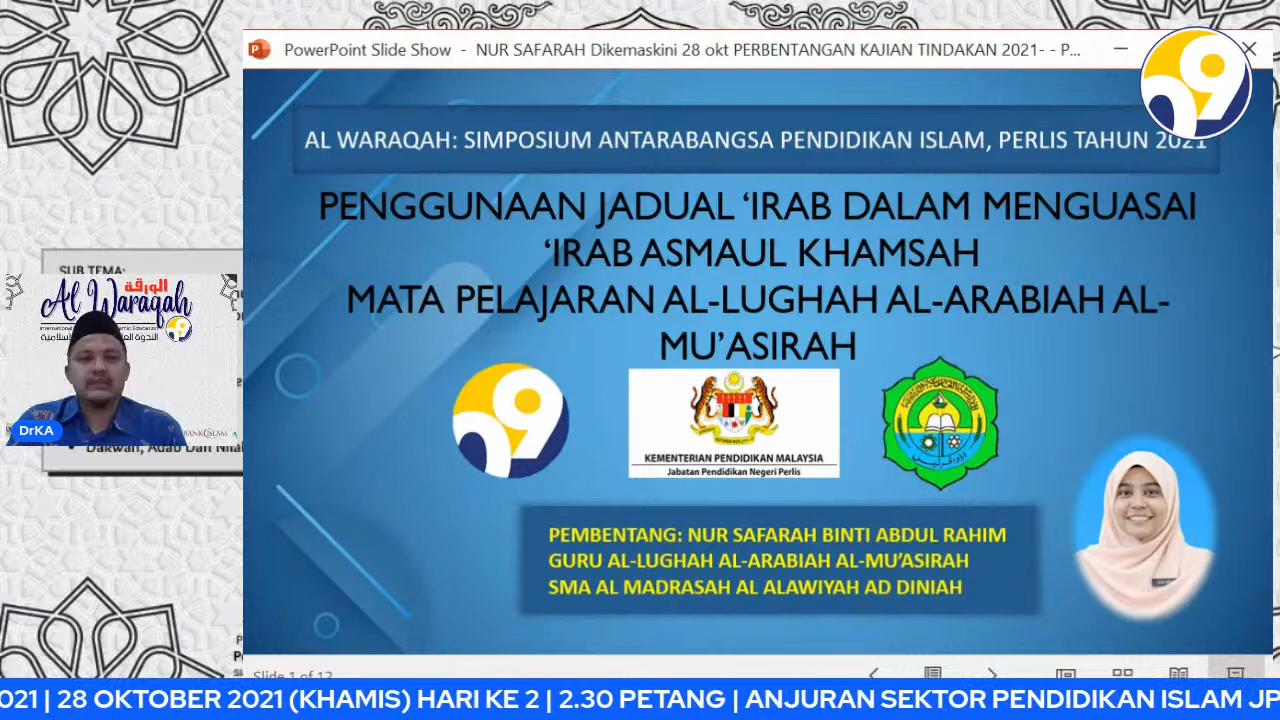 PowerPoint Slide Show - NUR SAFARAH Dikemaskini 28 okt PERBENTANGAN KAJIAN TINDAKAN 2021- - P...
AL WARAQAH: SIMPOSIUM ANTARABANGSA PENDIDIKAN ISLAM, PERLIS TAHUN 2021
PENGGUNAAN JADUAL ‘IRAB DALAM MENGUASAI
‘IRAB ASMAUL KHAMSAH
MATA PELAJARAN AL-LUGHAH AL-ARABIAH AL-
MU’ASIRAH
SUB TEMA:
الورقة
Al Waraqah
DrKA
BANK ISLAM
Dakwah, Adab Dan Nilai
KEMENTERIAN PENDIDIKAN MALAYSIA
Jabatan Pendidikan Negeri Perlis
PEMBENTANG: NUR SAFARAH BINTI ABDUL RAHIM
GURU AL-LUGHAH AL-ARABIAH AL-MU’ASIRAH
SMA AL MADRASAH AL ALAWIYAH AD DINIAH
Slide 1 of
021 | 28 OKTOBER 2021 (KHAMIS) HARI KE 2 | 2.30 PETANG | ANJURAN SEKTOR PENDIDIKAN ISLAM JP